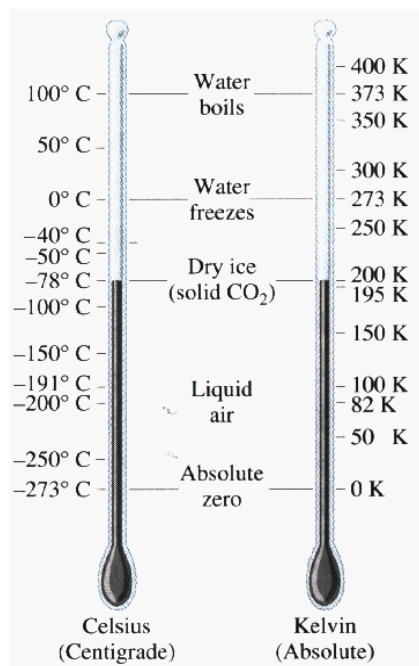 400 K
100° C
Water
boils
373 K
350 K
50° C
300 K
0° C
Water
freezes
273 K
250 K
–40° C
–50° C
–78° C
Dry ice
(solid CO₂)
200 K
195 K
–100° C
150 K
–150° C
–191° C
–200° C
Liquid
air
100 K
82 K
50 K
–250° C
–273° C
Absolute
zero
0 K
Celsius
(Centigrade)
Kelvin
(Absolute)